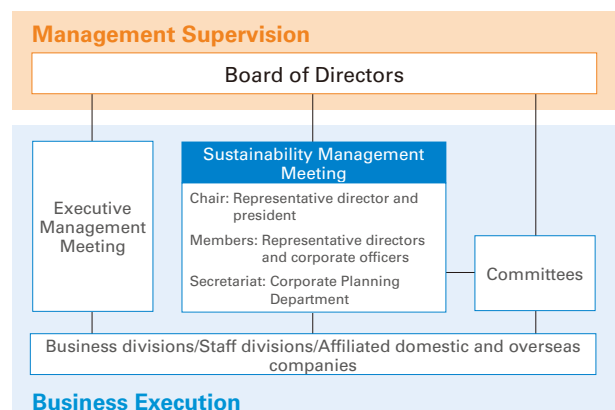 Management Supervision
Board of Directors
Executive
Management
Meeting
Sustainability Management
Meeting
Chair: Representative director and
president
Members: Representative directors
and corporate officers
Secretariat: Corporate Planning
Department
Committees
Business divisions/Staff divisions/Affiliated domestic and overseas
companies
Business Execution